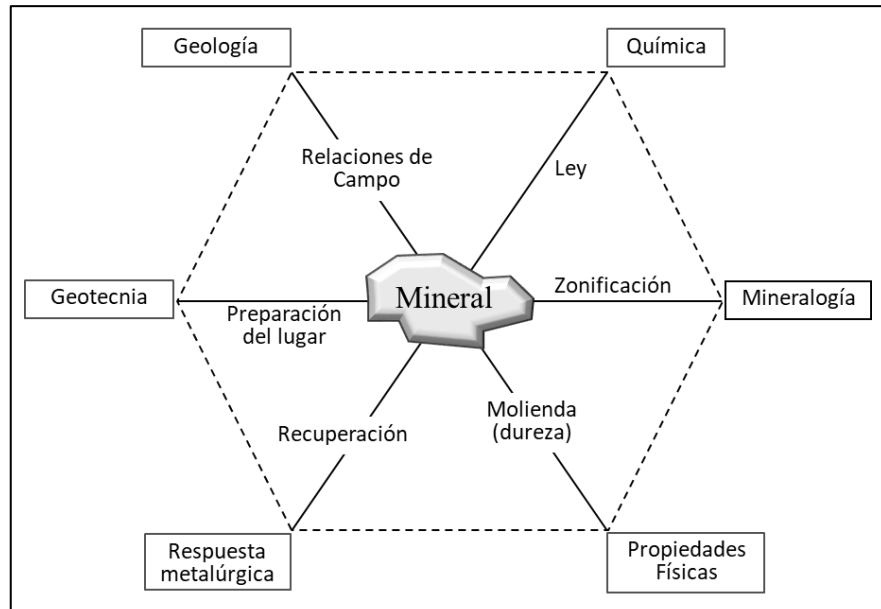 Geología
Química
Relaciones de
Campo
Ley
Geotecnia
Mineral
Zonificación
Mineralogía
Preparación
del lugar
Recuperación
Molienda
(dureza)
Respuesta
metalúrgica
Propiedades
Físicas